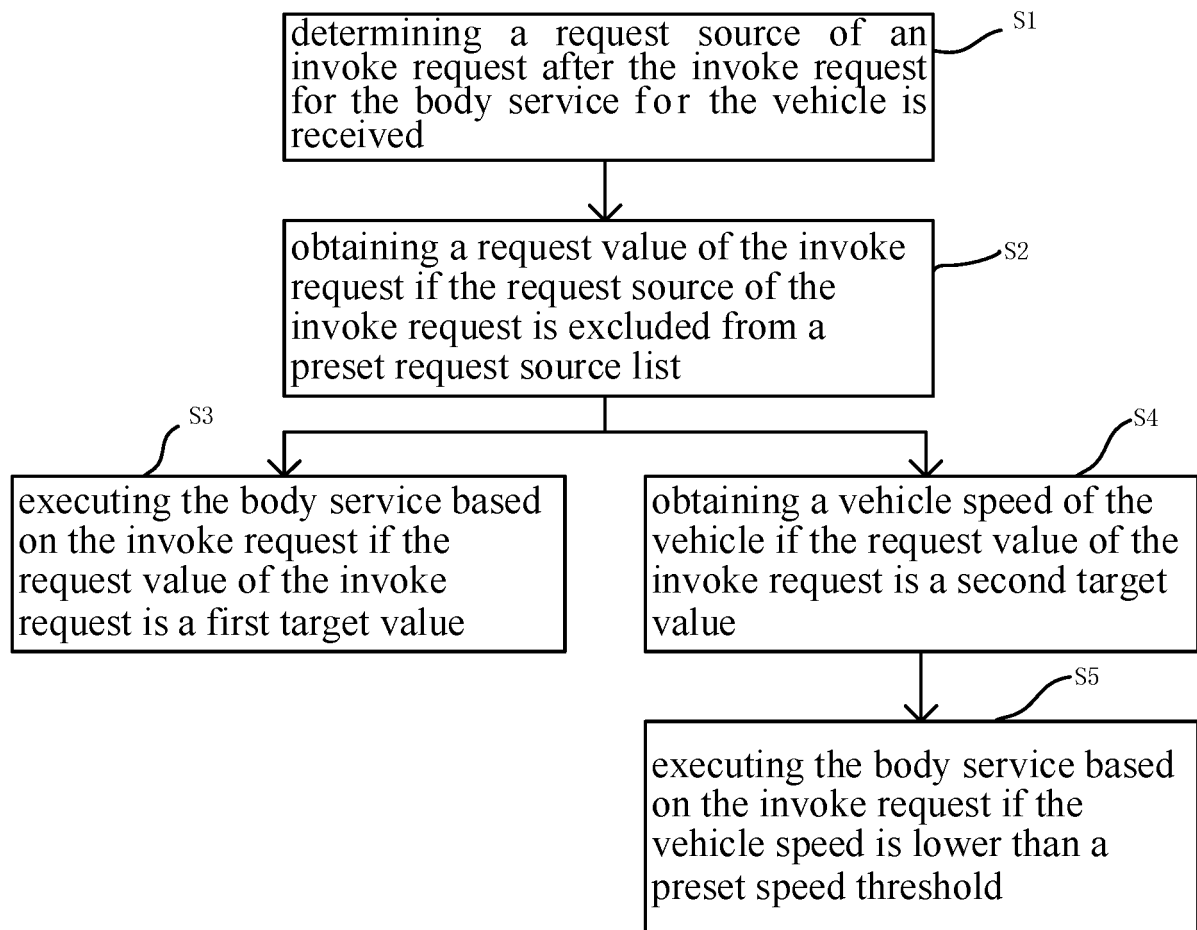 determining a request source of an
invoke request after the invoke request
for the body service for the vehicle is
received
S1
obtaining a request value of the invoke
request if the request source of the
invoke request is excluded from a
preset request source list
S2
S3
executing the body service based
on the invoke request if the
request value of the invoke
request is a first target value
S4
obtaining a vehicle speed of the
vehicle if the request value of the
invoke request is a second target
value
S5
executing the body service based
on the invoke request if the
vehicle speed is lower than a
preset speed threshold